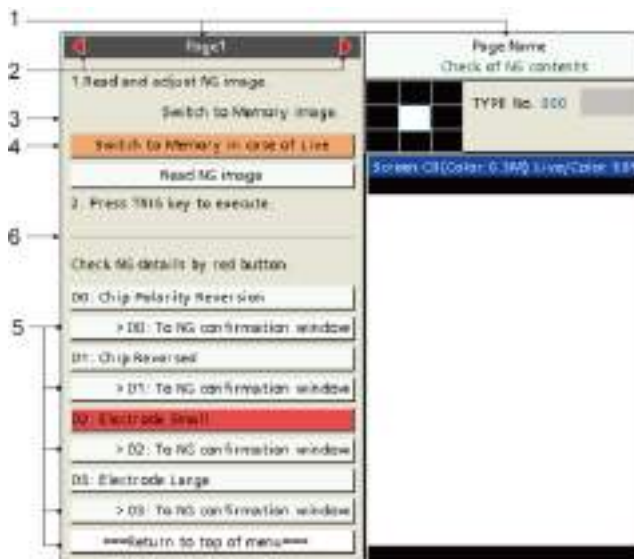 1
Page1
Page Name
Check of NG contents
2
1.Read and adjust NG image
TYPE No. 000
3
Switch to Memory image
4
Switch to Memory in case of Live
Read NG image
2. Press TRIG key to execute
6
Check NG details by red button
D0: Chip Polarity Reversion
5
> D0: To NG confirmation window
D1: Chip Reversed
> D1: To NG confirmation window
D2: Electrode Small
> D2: To NG confirmation window
D3: Electrode Large
> D3: To NG confirmation window
===Return to top of menu===